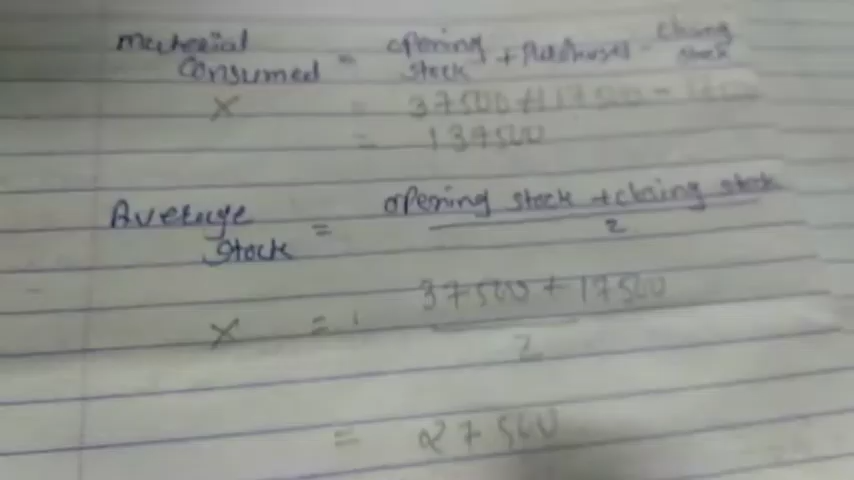 Material = opening + Purchases - closing
Consumed stock stock
X = 37500 + 117500 -
= 137500
Average = opening stock + closing stock
Stock 2
X = 37500 + 17500
2
= 27500